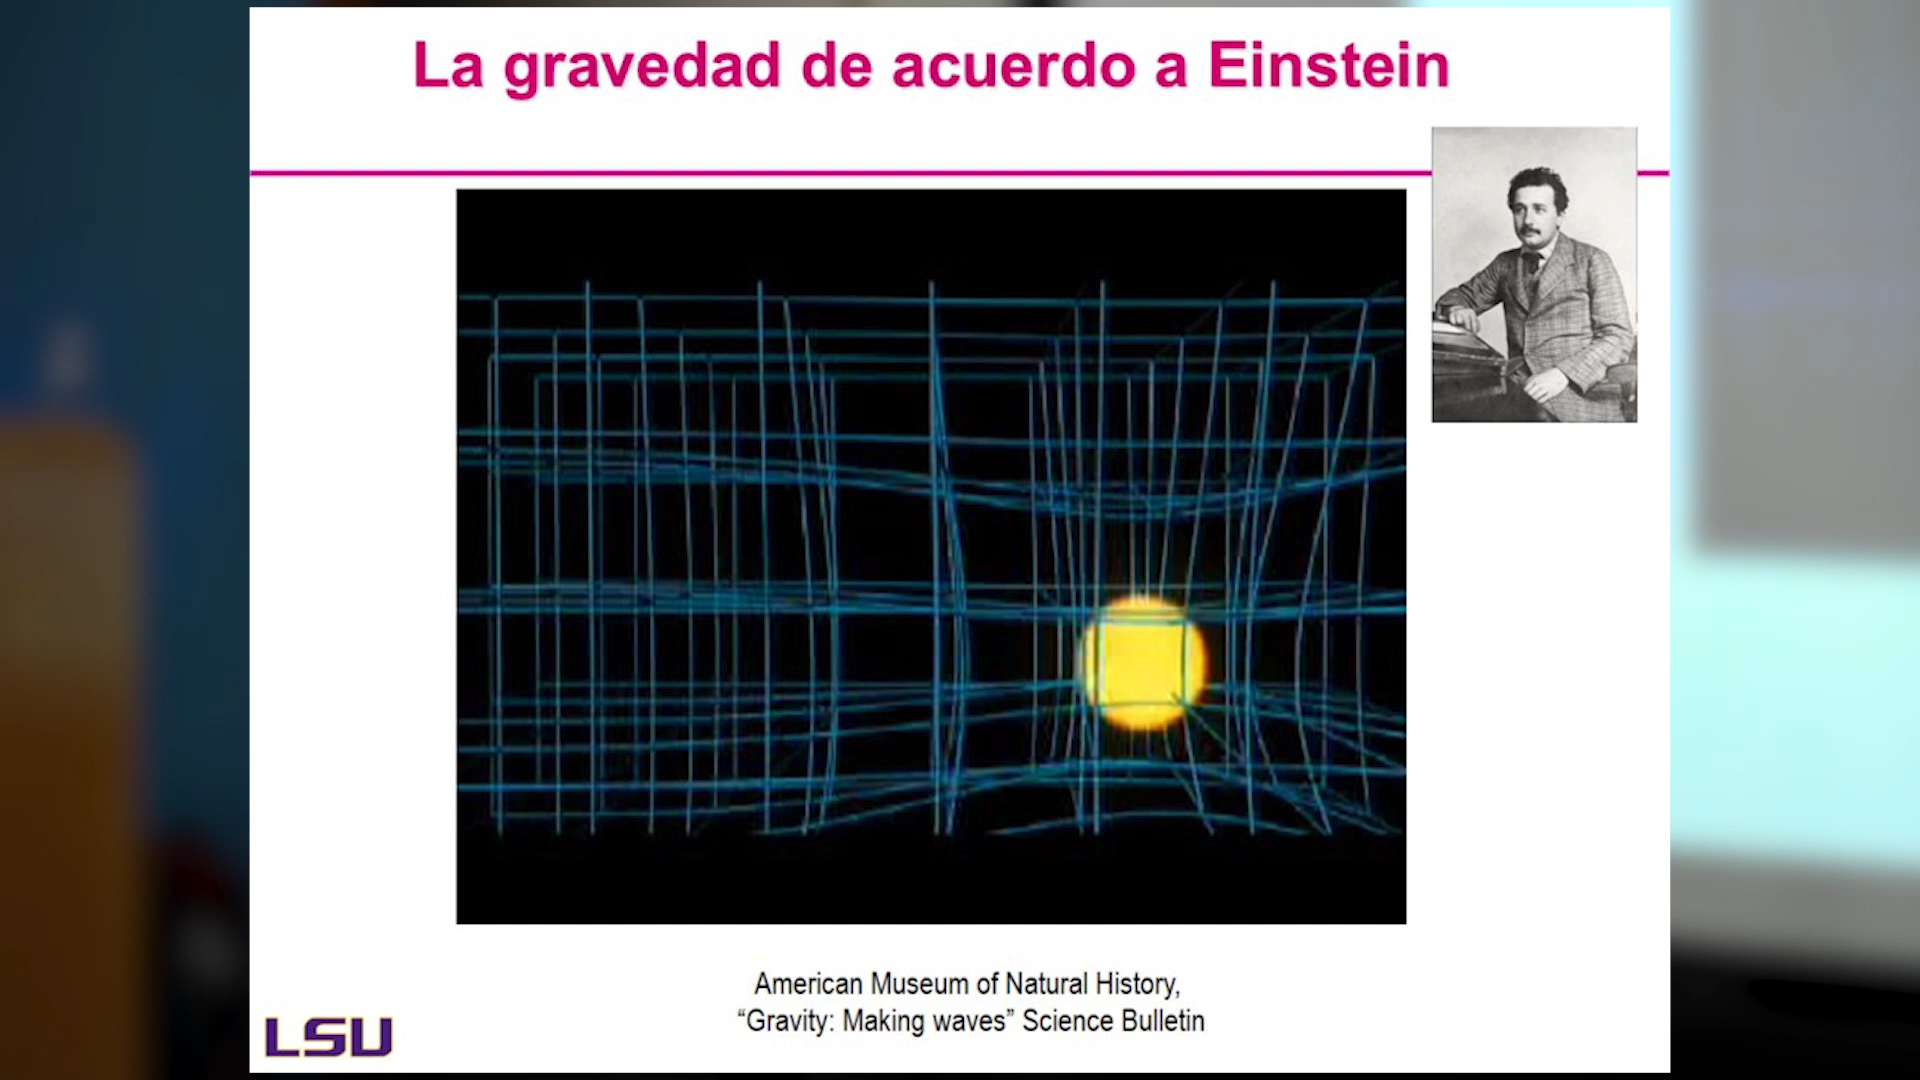 La gravedad de acuerdo a Einstein
American Museum of Natural History,
“Gravity: Making waves” Science Bulletin
LSU